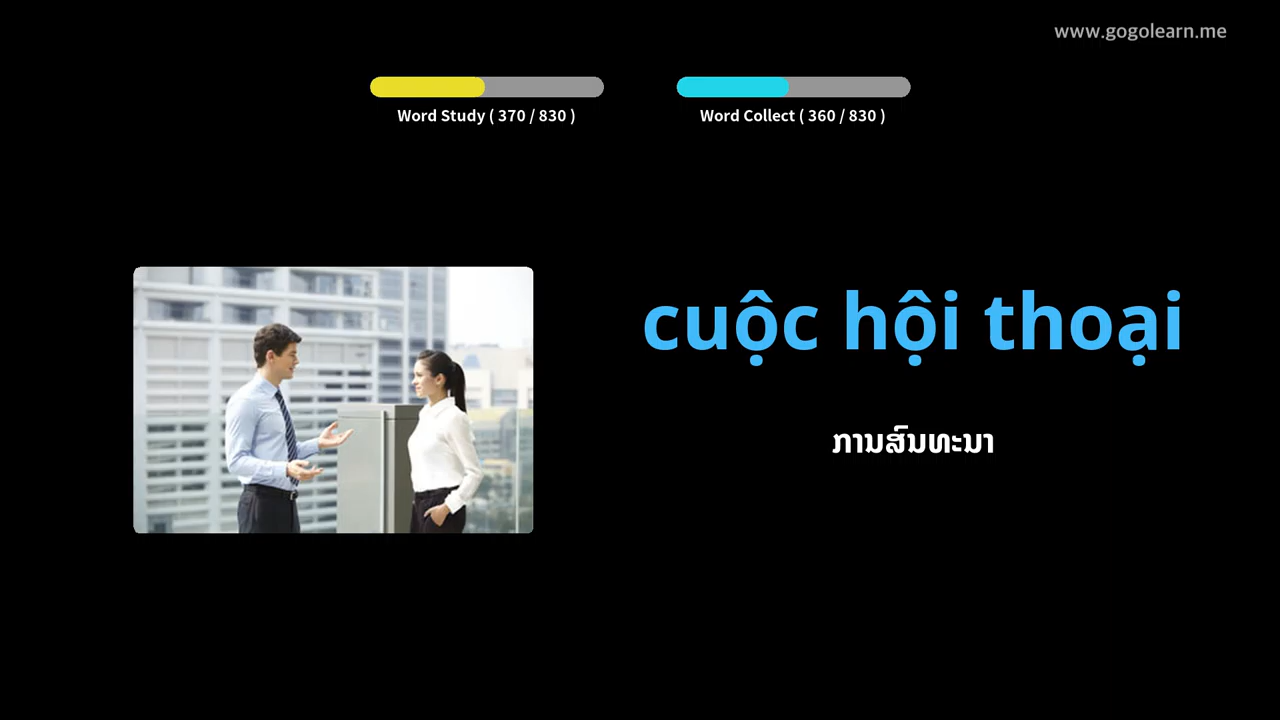 www.gogolearn.me
Word Study ( 370 / 830 )
Word Collect ( 360 / 830 )
cuộc hội thoại
ການສົນທະນາ